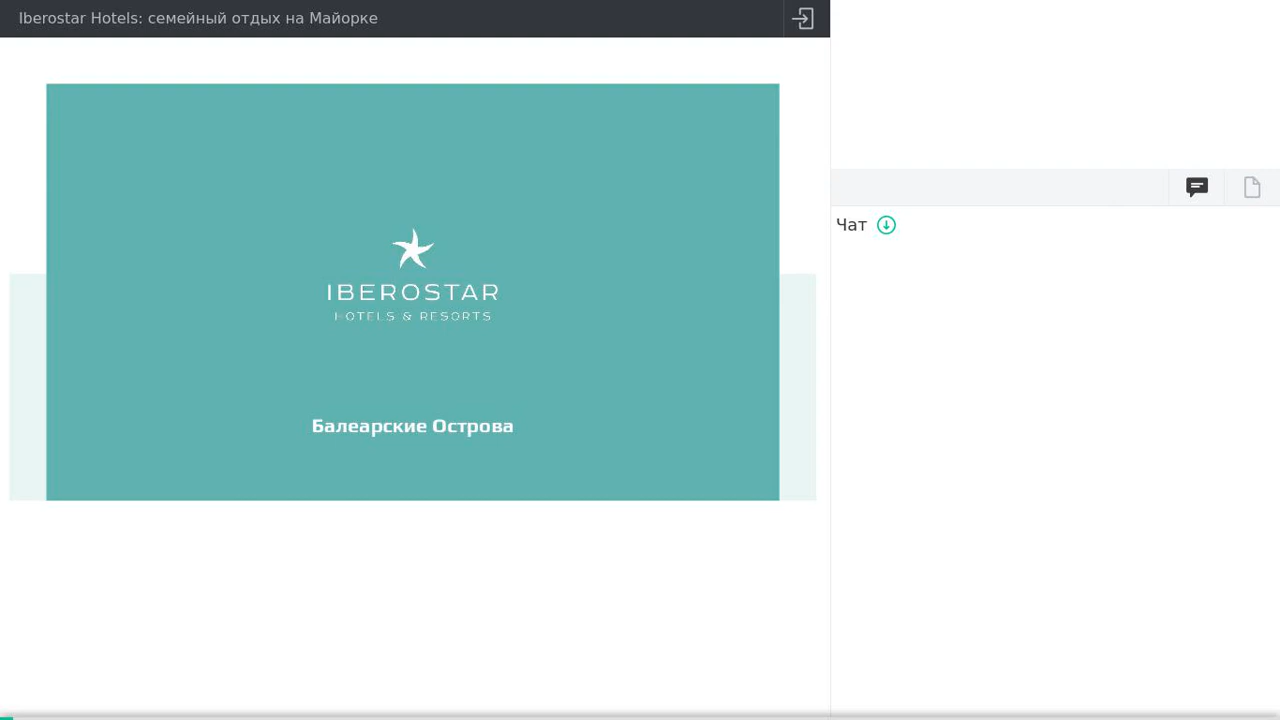 Iberostar Hotels: семейный отдых на Майорке
IBEROSTAR
HOTELS & RESORTS
Балеарские Острова
Чат